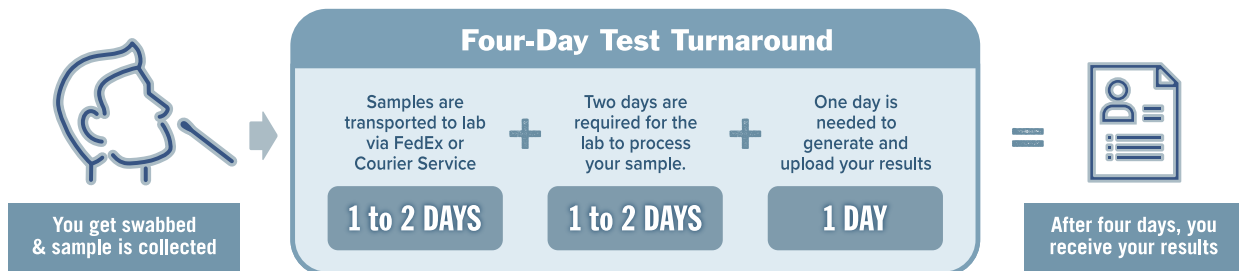 Four-Day Test Turnaround
You get swabbed
& sample is collected
Samples are
transported to lab
via FedEx or
Courier Service
1 to 2 DAYS
+
Two days are
required for the
lab to process
your sample.
1 to 2 DAYS
+
One day is
needed to
generate and
upload your results
1 DAY
=
After four days, you
receive your results